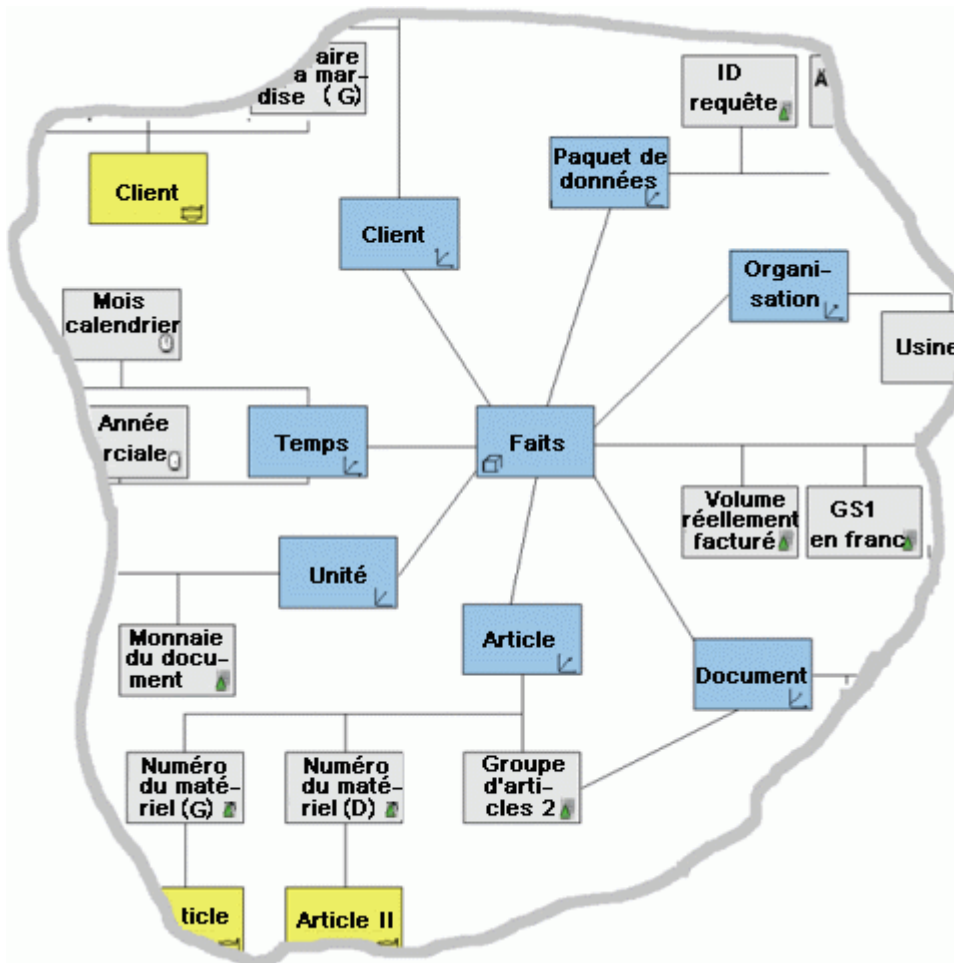 aire
a mar-
dise (G)
ID
requête
A
Client
Client
Paquet de
données
Organi-
sation
Usine
Mois
calendrier
Année
rciale
Temps
Faits
Volume
réellement
facturé
GS1
en franc
Unité
Article
Document
Monnaie
du docu-
ment
Numéro
du maté-
riel (G)
Numéro
du maté-
riel (D)
Groupe
d'arti-
cles 2
ticle
Article II